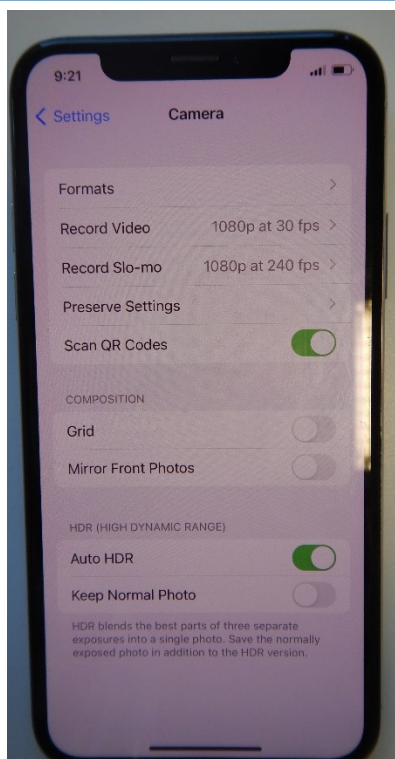 9:21
Settings
Camera
Formats
Record Video 1080p at 30 fps
Record Slo-mo 1080p at 240 fps
Preserve Settings
Scan QR Codes
COMPOSITION
Grid
Mirror Front Photos
HDR (HIGH DYNAMIC RANGE)
Auto HDR
Keep Normal Photo
HDR blends the best parts of three separate
exposures into a single photo. Save the normally
exposed photo in addition to the HDR version.